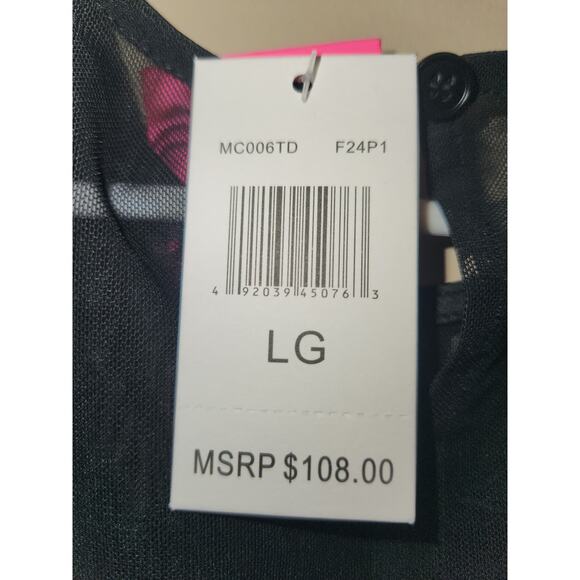 MC006TD F24P1
4 92039 45076 3
LG
MSRP $108.00